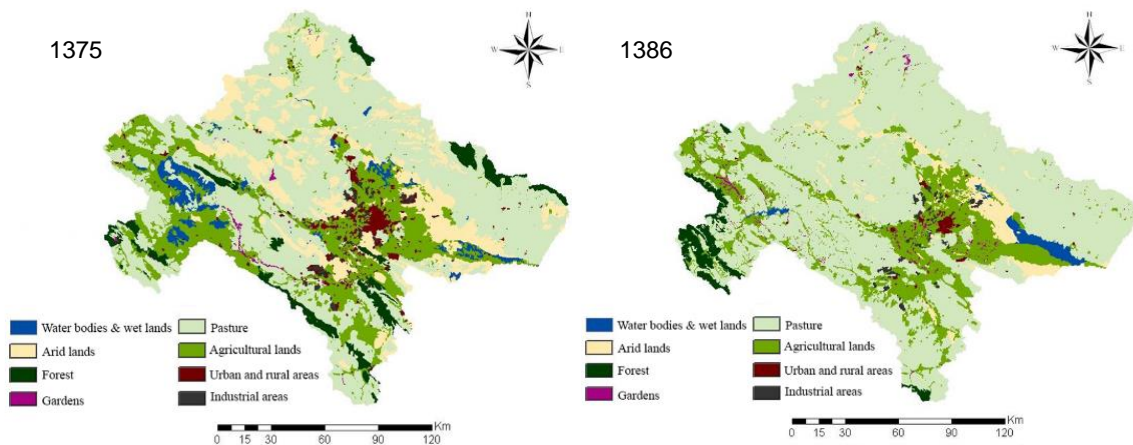 1375
H
W E
S
Water bodies & wet lands
Arid lands
Forest
Gardens
Pasture
Agricultural lands
Urban and rural areas
Industrial areas
Km
0 15 30 60 90 120
1386
H
W E
S
Water bodies & wet lands
Arid lands
Forest
Gardens
Pasture
Agricultural lands
Urban and rural areas
Industrial areas
Km
0 15 30 60 90 120